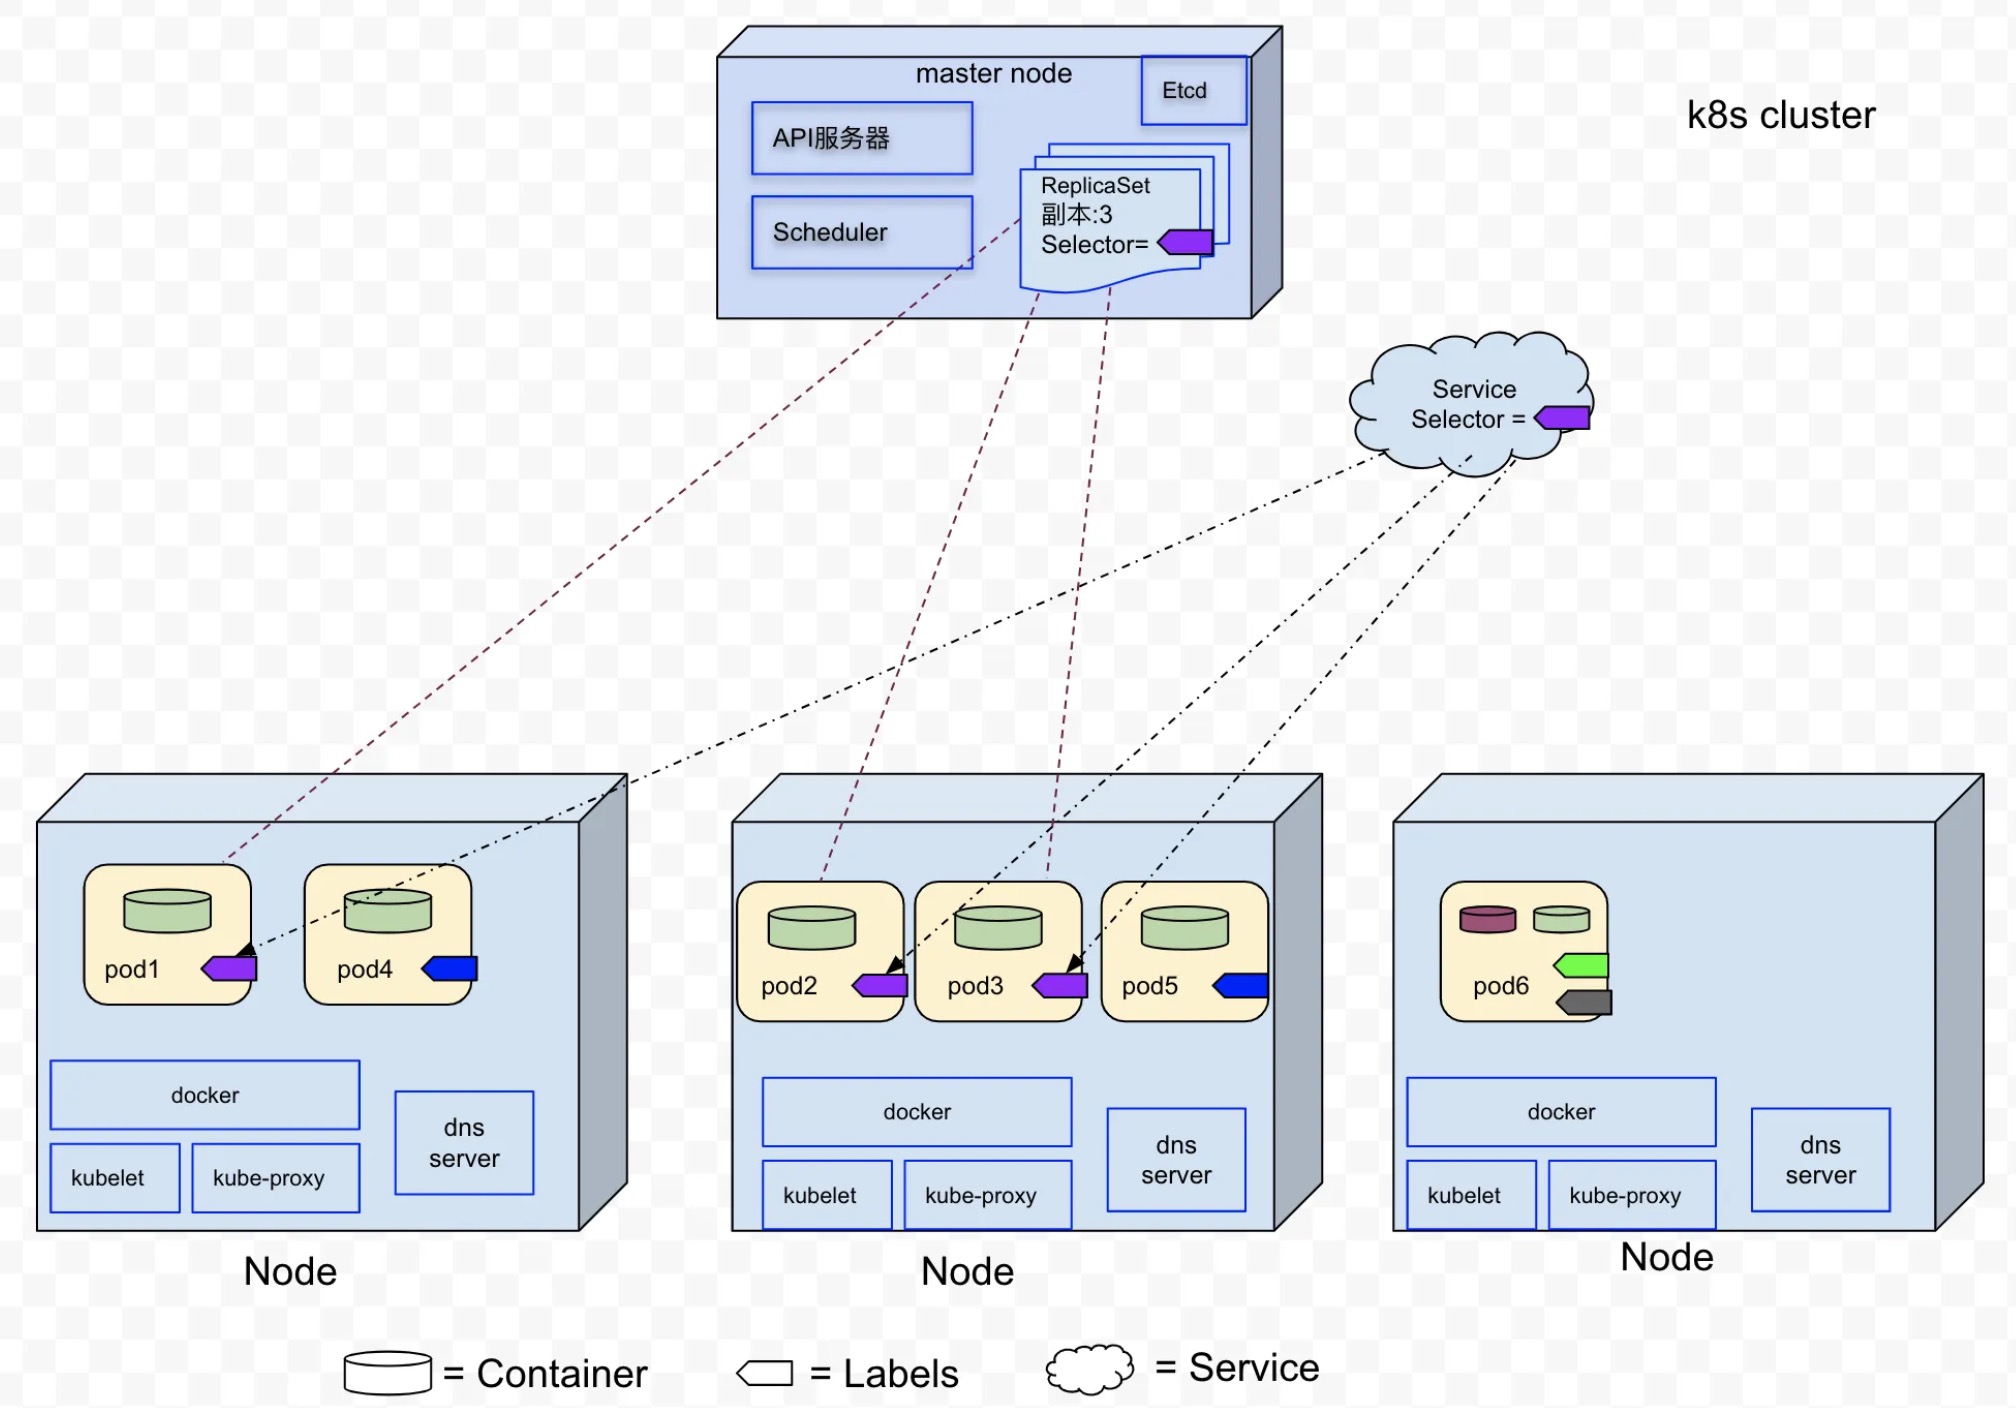 master node
Etcd
k8s cluster
API服务器
ReplicaSet
副本:3
Selector=
Scheduler
Service
Selector =
pod1
pod4
pod2
pod3
pod5
pod6
docker
dns
server
kubelet
kube-proxy
docker
dns
server
kubelet
kube-proxy
docker
dns
server
kubelet
kube-proxy
Node
Node
Node
= Container
= Labels
= Service